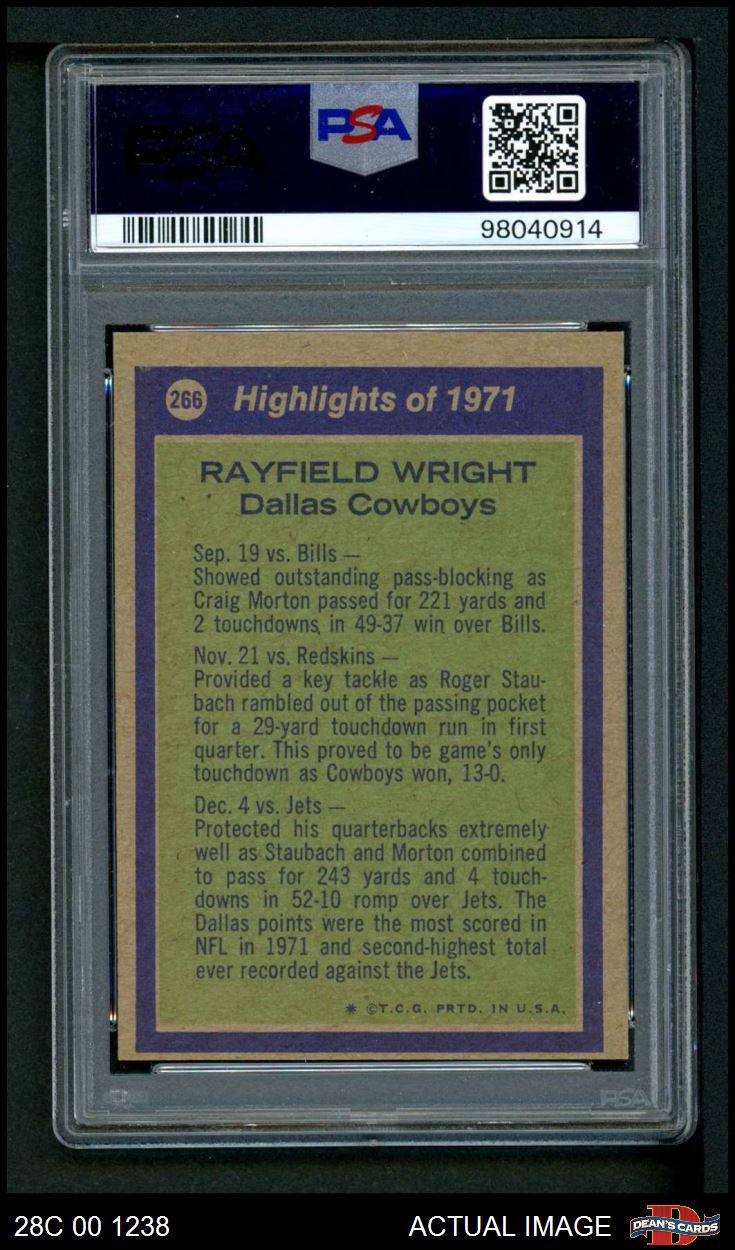 PSA
98040914
266 Highlights of 1971
RAYFIELD WRIGHT
Dallas Cowboys
Sep. 19 vs. Bills —
Showed outstanding pass-blocking as
Craig Morton passed for 221 yards and
2 touchdowns in 49-37 win over Bills.
Nov. 21 vs. Redskins —
Provided a key tackle as Roger Stau-
bach rambled out of the passing pocket
for a 29-yard touchdown run in first
quarter. This proved to be game's only
touchdown as Cowboys won, 13-0.
Dec. 4 vs. Jets —
Protected his quarterbacks extremely
well as Staubach and Morton combined
to pass for 243 yards and 4 touch-
downs in 52-10 romp over Jets. The
Dallas points were the most scored in
NFL in 1971 and second-highest total
ever recorded against the Jets.
* ©T.C.G. PRTD. IN U.S.A.
PSA
28C 00 1238
ACTUAL IMAGE
DEAN'S CARDS